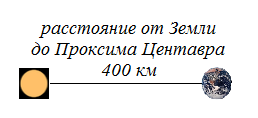 расстояние от Земли
до Проксима Центавра
400 км